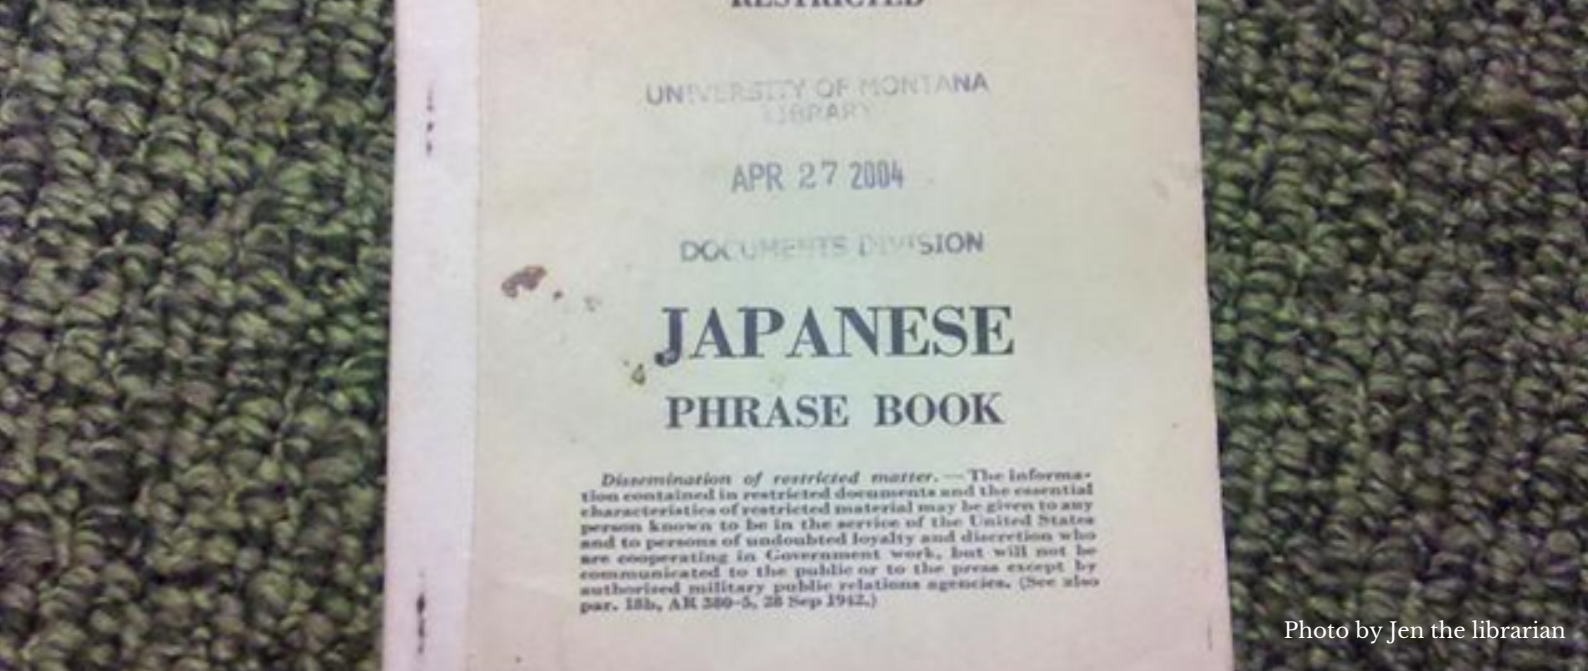 RESTRICTED
UNIVERSITY OF MONTANA
LIBRARY
APR 27 2004
DOCUMENTS DIVISION
JAPANESE
PHRASE BOOK
Dissemination of restricted matter. — The informa-
tion contained in restricted documents and the essential
characteristics of restricted material may be given to any
person known to be in the service of the United States
and to persons of undoubted loyalty and discretion who
are cooperating in Government work, but will not be
communicated to the public or to the press except by
authorized military public relations agencies. (See also
par. 18b, AR 380-5, 28 Sep 1942.)
Photo by Jen the librarian